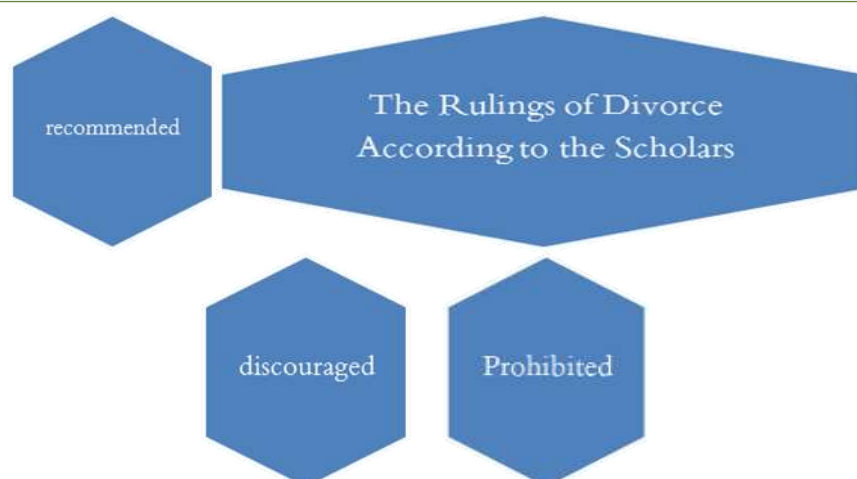 The Rulings of Divorce
According to the Scholars
recommended
discouraged
Prohibited